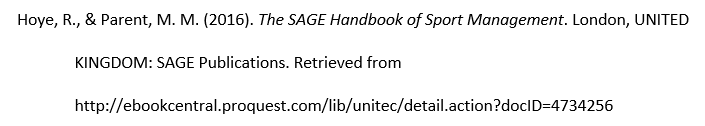 Hoye, R., & Parent, M. M. (2016). The SAGE Handbook of Sport Management. London, UNITED
KINGDOM: SAGE Publications. Retrieved from
http://ebookcentral.proquest.com/lib/unitec/detail.action?docID=4734256